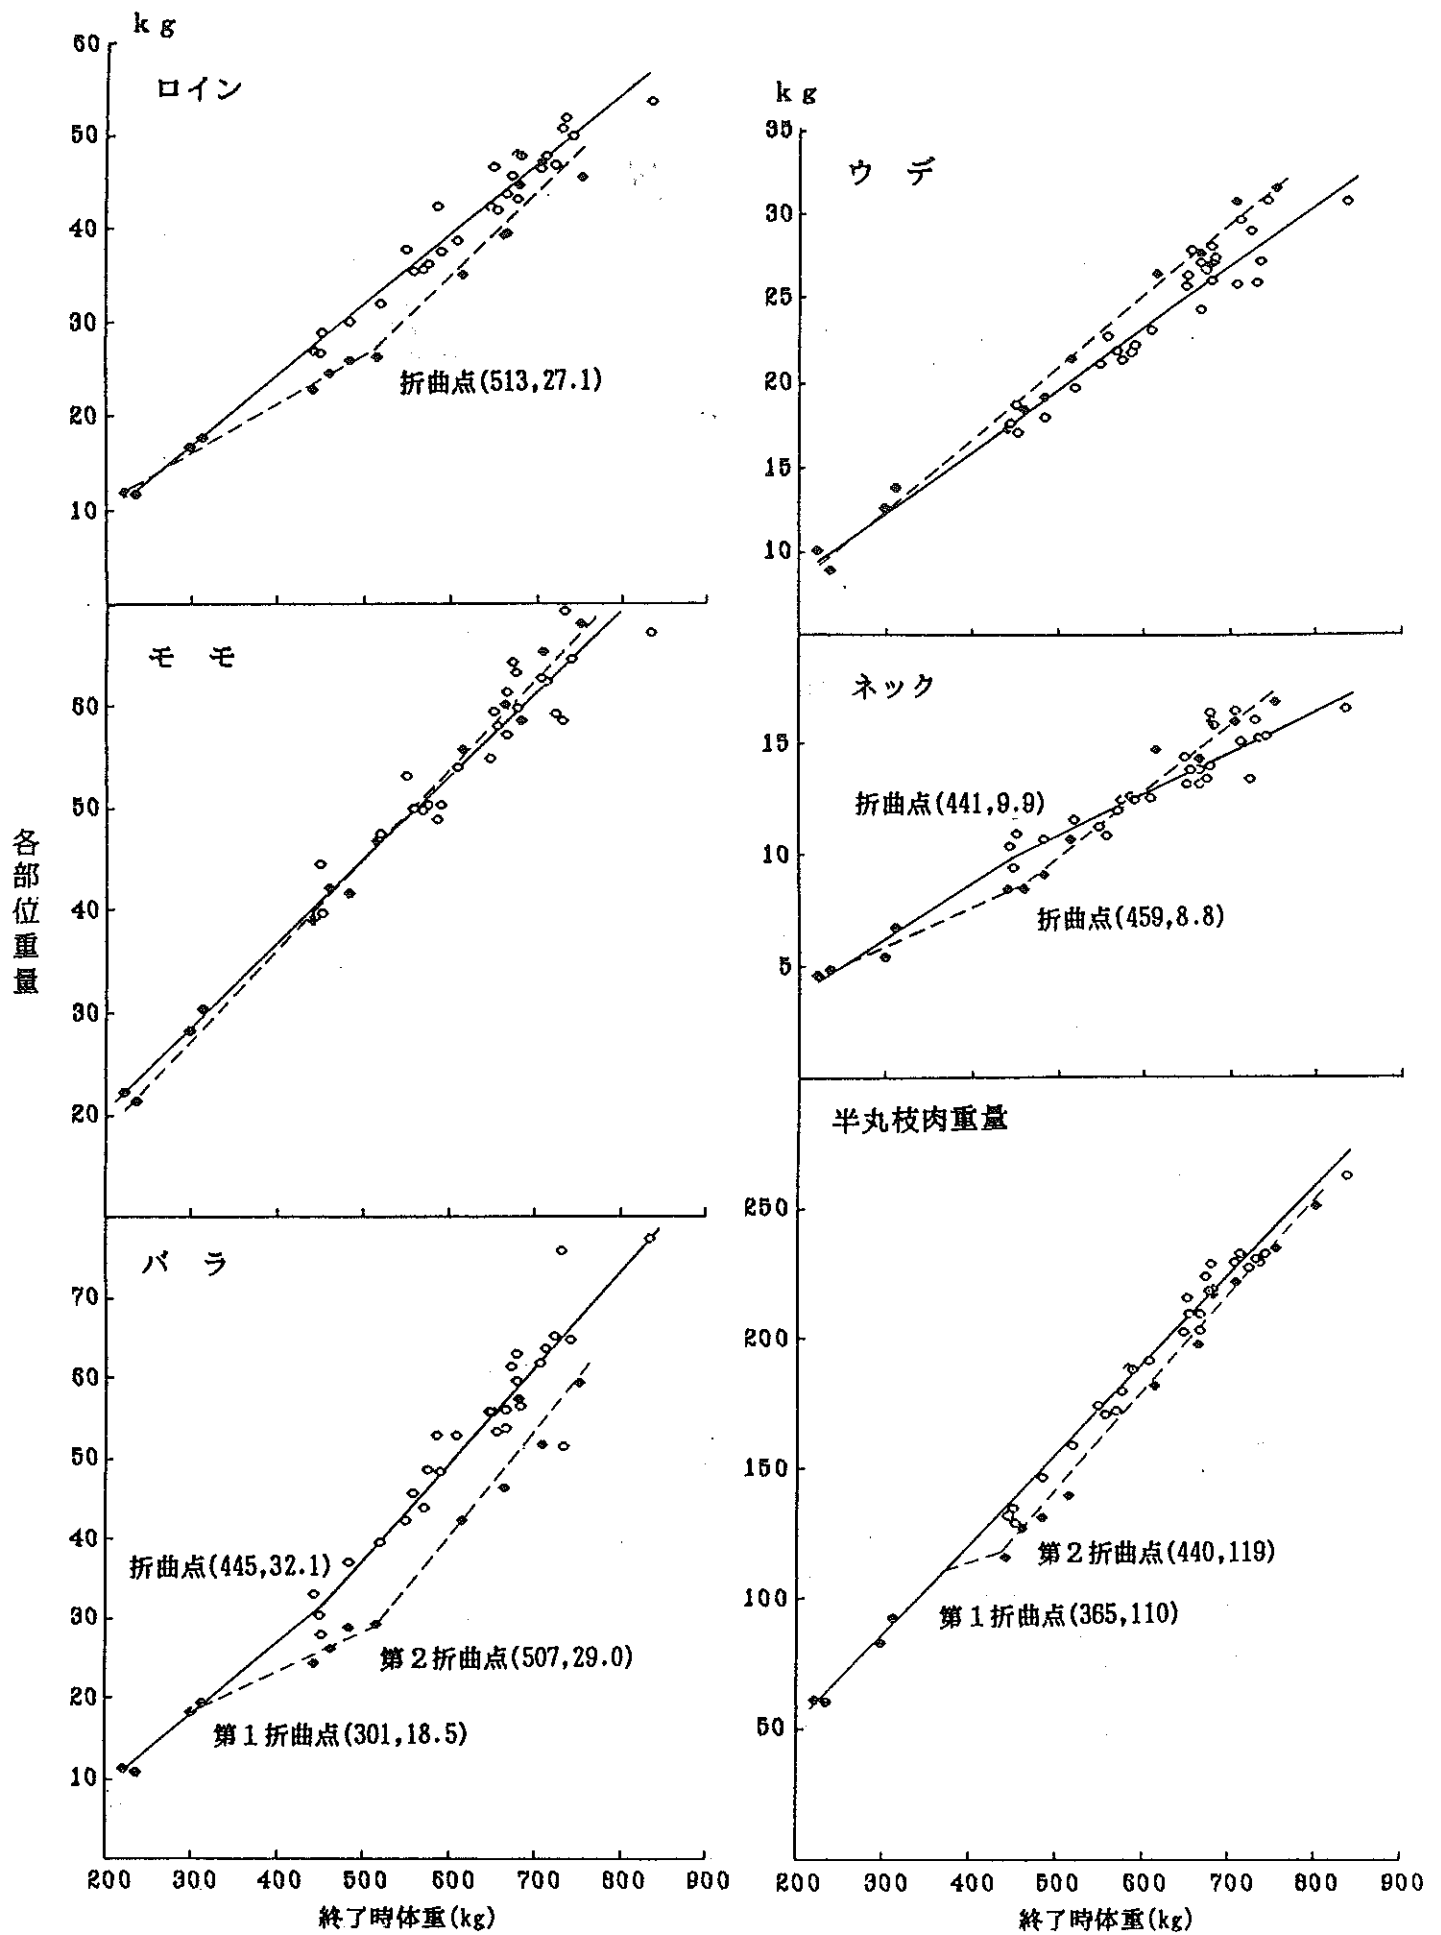 kg
60
ロイン
50
40
30
折曲点(513,27.1)
20
10
モ モ
60
50
40
30
20
各部位重量
バ ラ
70
60
50
40
折曲点(445,32.1)
30
第2折曲点(507,29.0)
20
第1折曲点(301,18.5)
10
200 300 400 500 600 700 800 900
終了時体重(kg)
kg
35
ウ デ
30
25
20
15
10
ネック
15
折曲点(441,9.9)
10
折曲点(459,8.8)
5
半丸枝肉重量
250
200
150
第2折曲点(440,119)
100
第1折曲点(365,110)
50
200 300 400 500 600 700 800 900
終了時体重(kg)